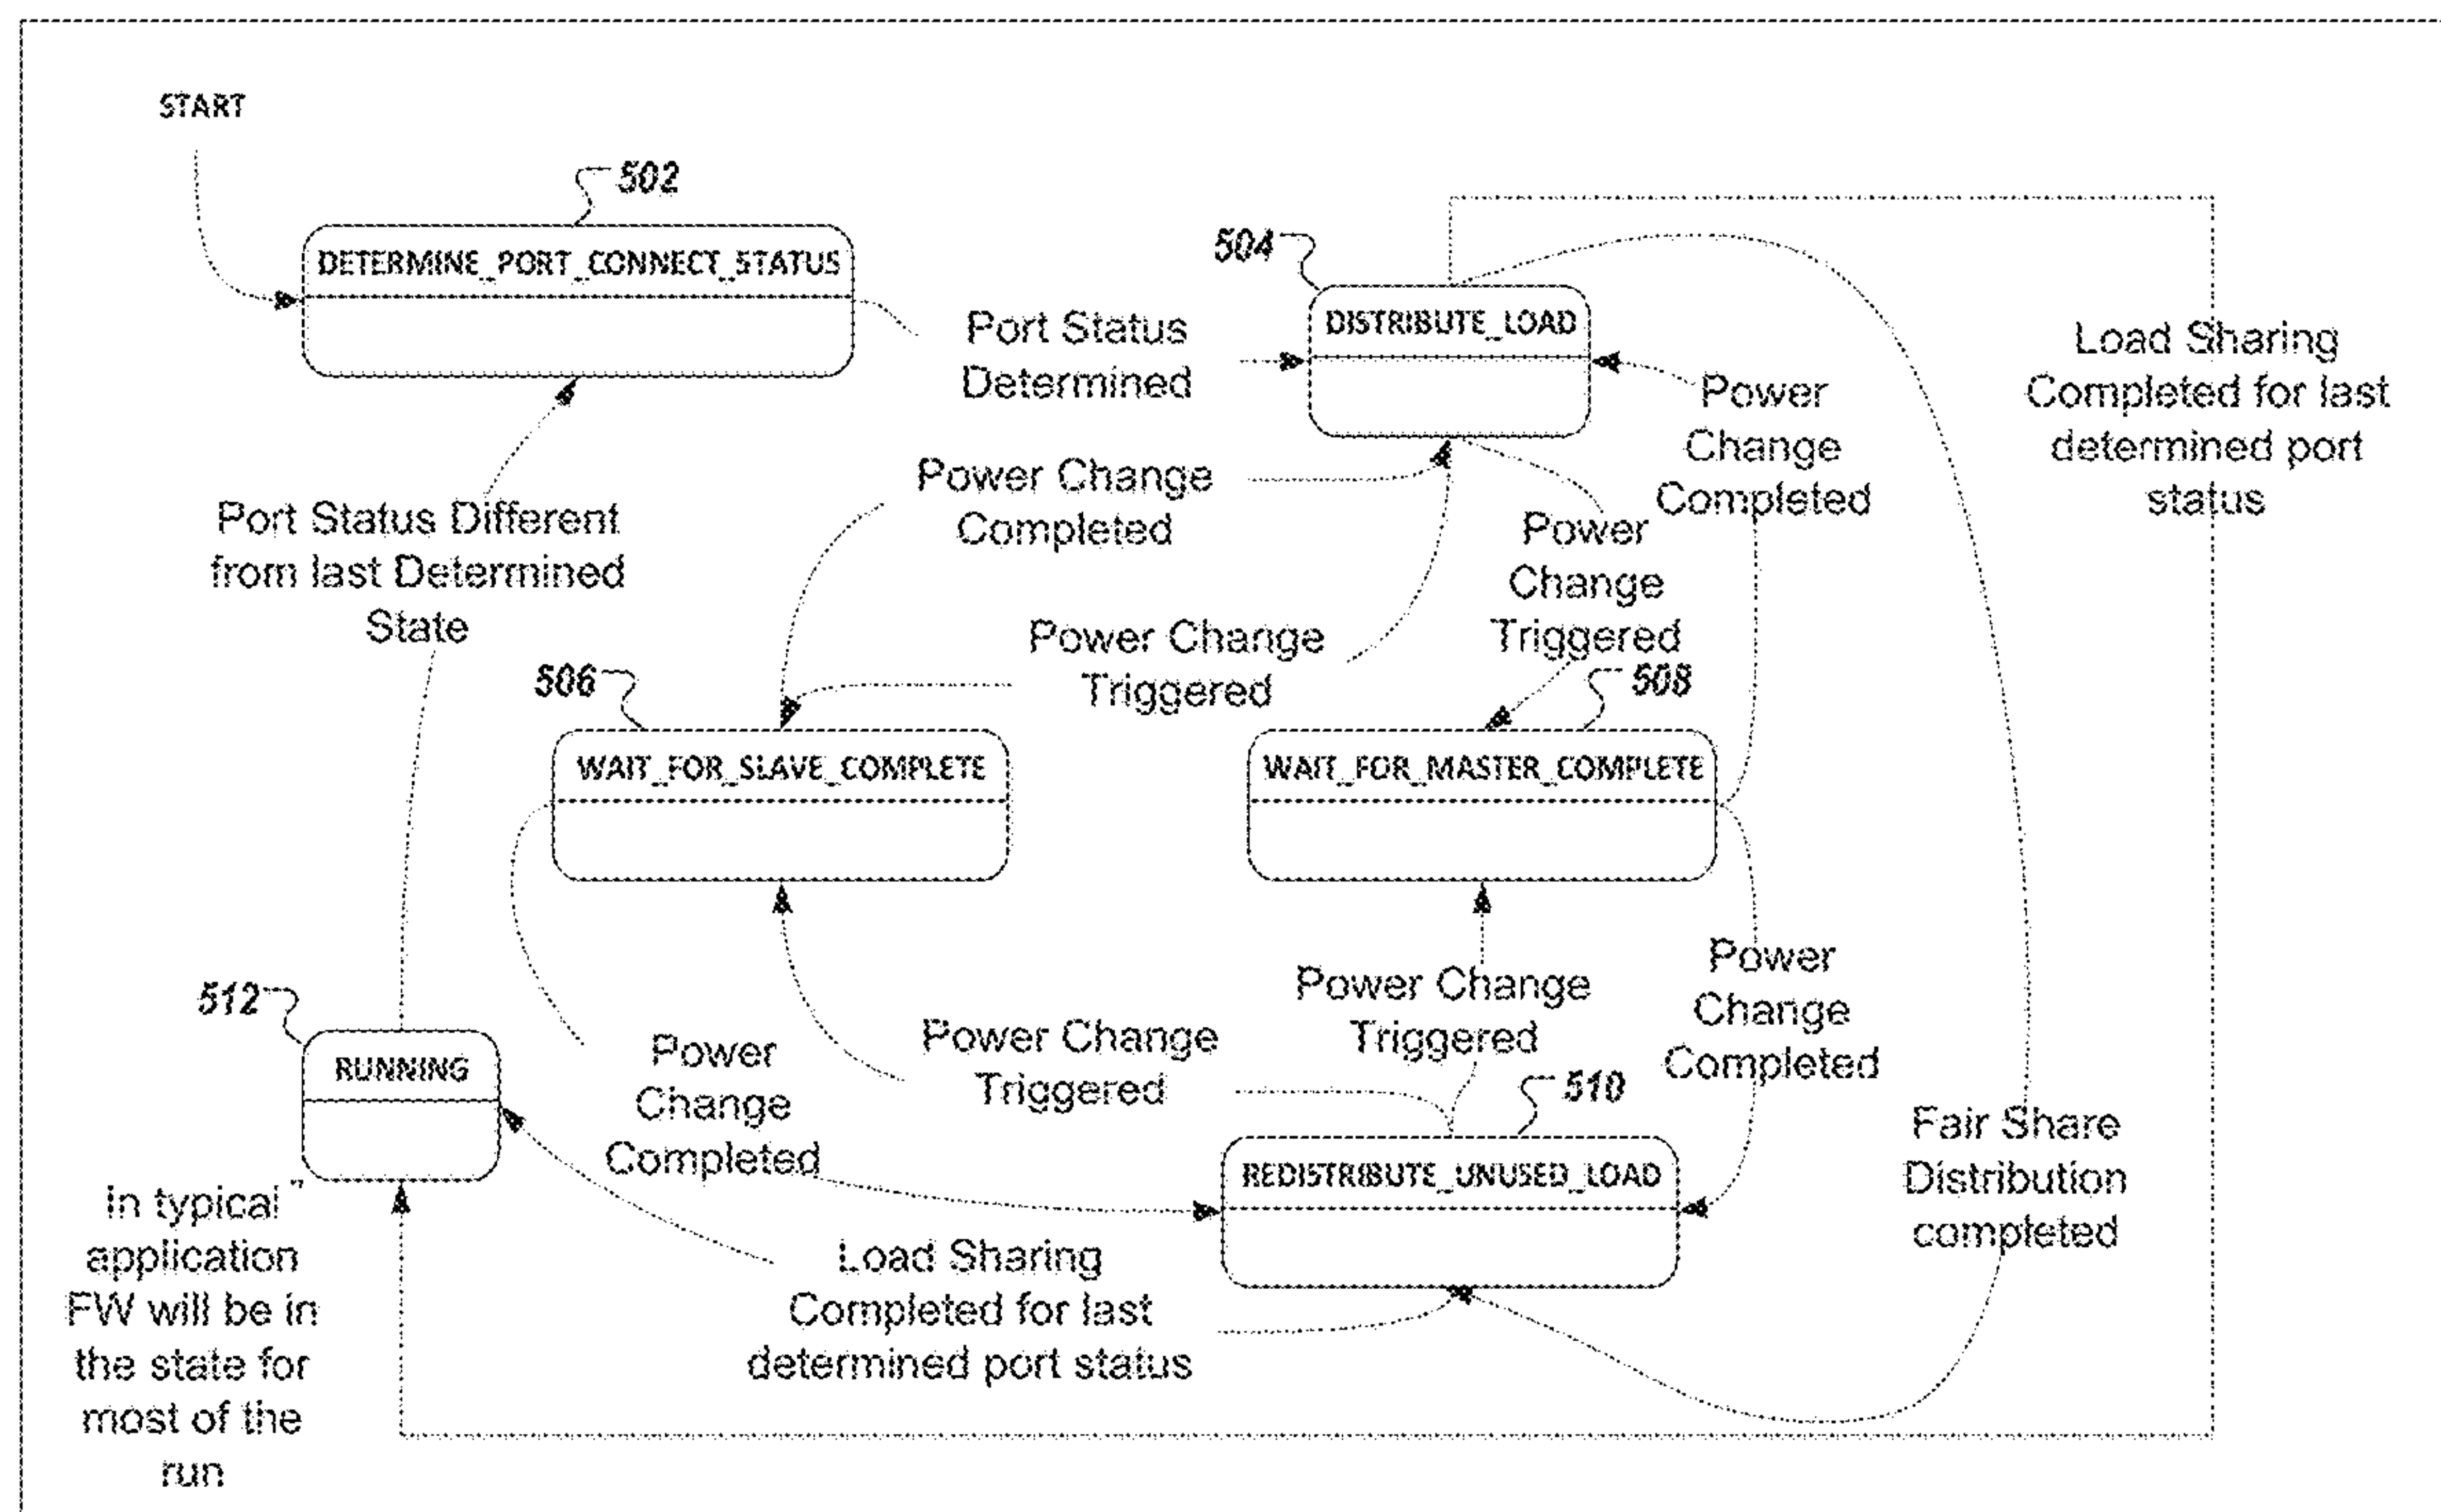 START
502
DETERMINE_PORT_CONNECT_STATUS
504
DISTRIBUTE_LOAD
Port Status
Determined
Load Sharing
Completed for last
determined port
status
Power
Change
Completed
Power Change
Completed
Port Status Different
from last Determined
State
Power
Change
Triggered
Power Change
Triggered
506
WAIT_FOR_SLAVE_COMPLETE
508
WAIT_FOR_MASTER_COMPLETE
512
RUNNING
Power
Change
Completed
Power Change
Triggered
Power Change
Triggered
Power
Change
Completed
510
REDISTRIBUTE_UNUSED_LOAD
Fair Share
Distribution
completed
In typical "
application
FW will be in
the state for
most of the
run
Load Sharing
Completed for last
determined port status